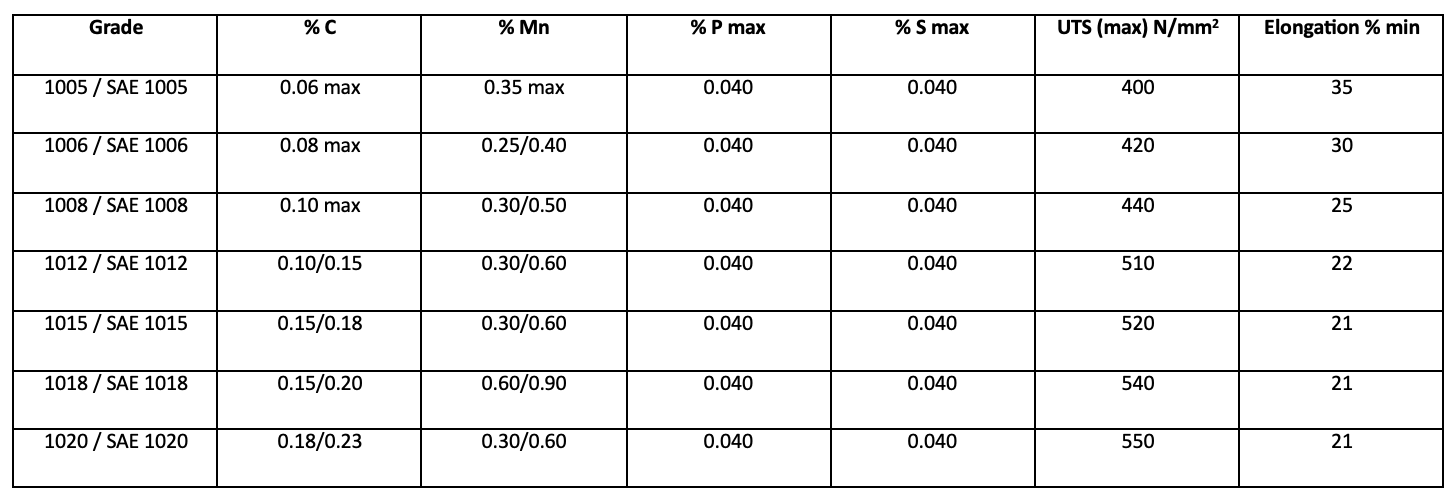 Grade % C % Mn % P max % S max UTS (max) N/mm² Elongation % min
1005 / SAE 1005 0.06 max 0.35 max 0.040 0.040 400 35
1006 / SAE 1006 0.08 max 0.25/0.40 0.040 0.040 420 30
1008 / SAE 1008 0.10 max 0.30/0.50 0.040 0.040 440 25
1012 / SAE 1012 0.10/0.15 0.30/0.60 0.040 0.040 510 22
1015 / SAE 1015 0.15/0.18 0.30/0.60 0.040 0.040 520 21
1018 / SAE 1018 0.15/0.20 0.60/0.90 0.040 0.040 540 21
1020 / SAE 1020 0.18/0.23 0.30/0.60 0.040 0.040 550 21